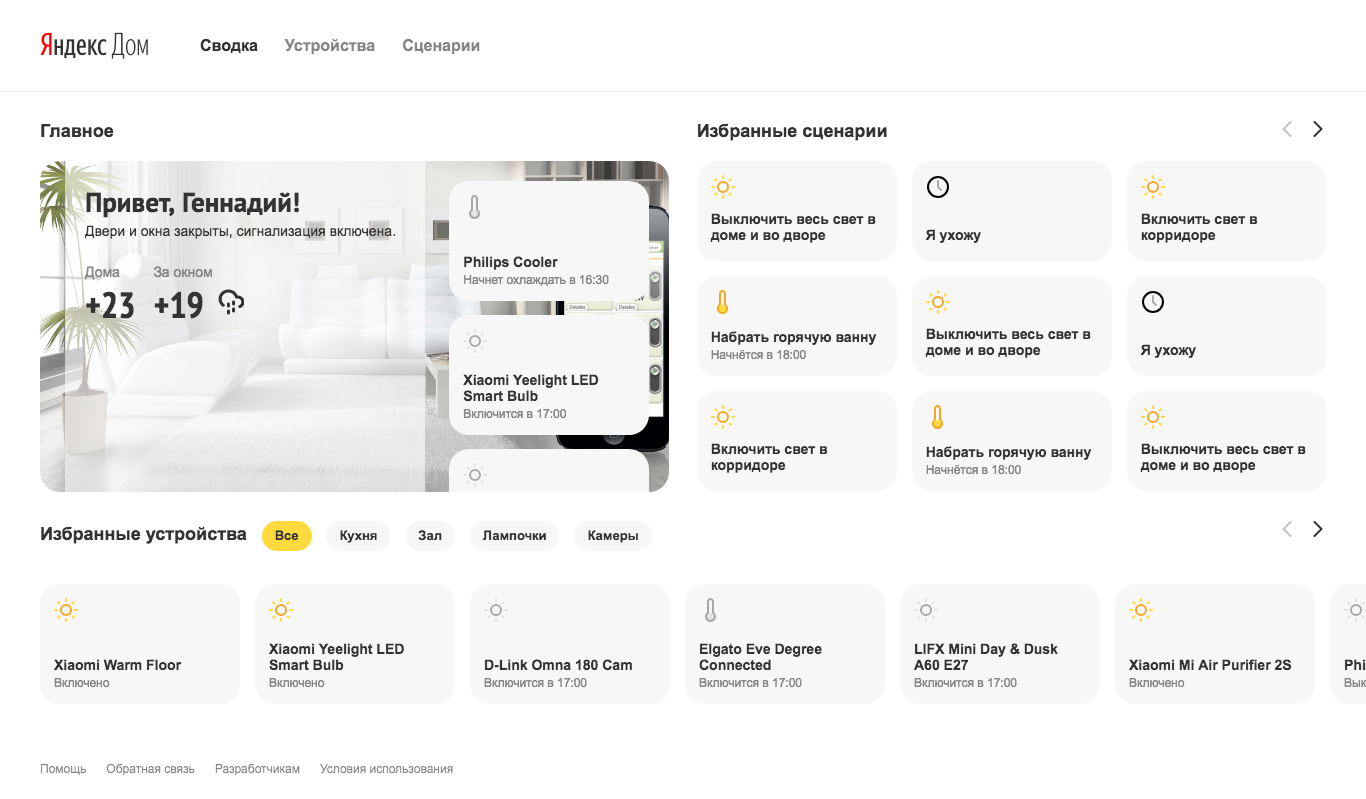 Яндекс Дом
Сводка
Устройства
Сценарии
Главное
Привет, Геннадий!
Двери и окна закрыты, сигнализация включена.
Дома
За окном
+23
+19
Philips Cooler
Начнет охлаждать в 16:30
Xiaomi Yeelight LED
Smart Bulb
Включится в 17:00
Detalles
Detalles
Избранные сценарии
Выключить весь свет в
доме и во дворе
Я ухожу
Включить свет в
корридоре
Набрать горячую ванну
Начнётся в 18:00
Выключить весь свет в
доме и во дворе
Я ухожу
Включить свет в
корридоре
Набрать горячую ванну
Начнётся в 18:00
Выключить весь свет в
доме и во дворе
Избранные устройства
Все
Кухня
Зал
Лампочки
Камеры
Xiaomi Warm Floor
Включено
Xiaomi Yeelight LED
Smart Bulb
Включено
D-Link Omna 180 Cam
Включится в 17:00
Elgato Eve Degree
Connected
Включится в 17:00
LIFX Mini Day & Dusk
A60 E27
Включится в 17:00
Xiaomi Mi Air Purifier 2S
Включено
Phi
Вык
Помощь
Обратная связь
Разработчикам
Условия использования